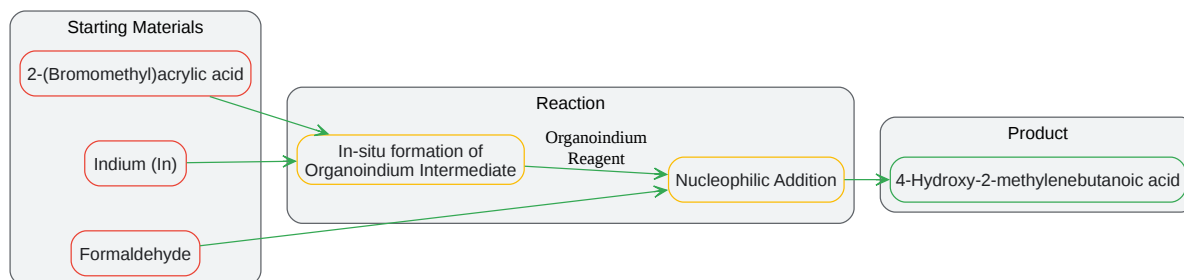 Starting Materials
2-(Bromomethyl)acrylic acid
Indium (In)
Formaldehyde
Reaction
In-situ formation of
Organoindium Intermediate
Organoindium
Reagent
Nucleophilic Addition
Product
4-Hydroxy-2-methylenebutanoic acid